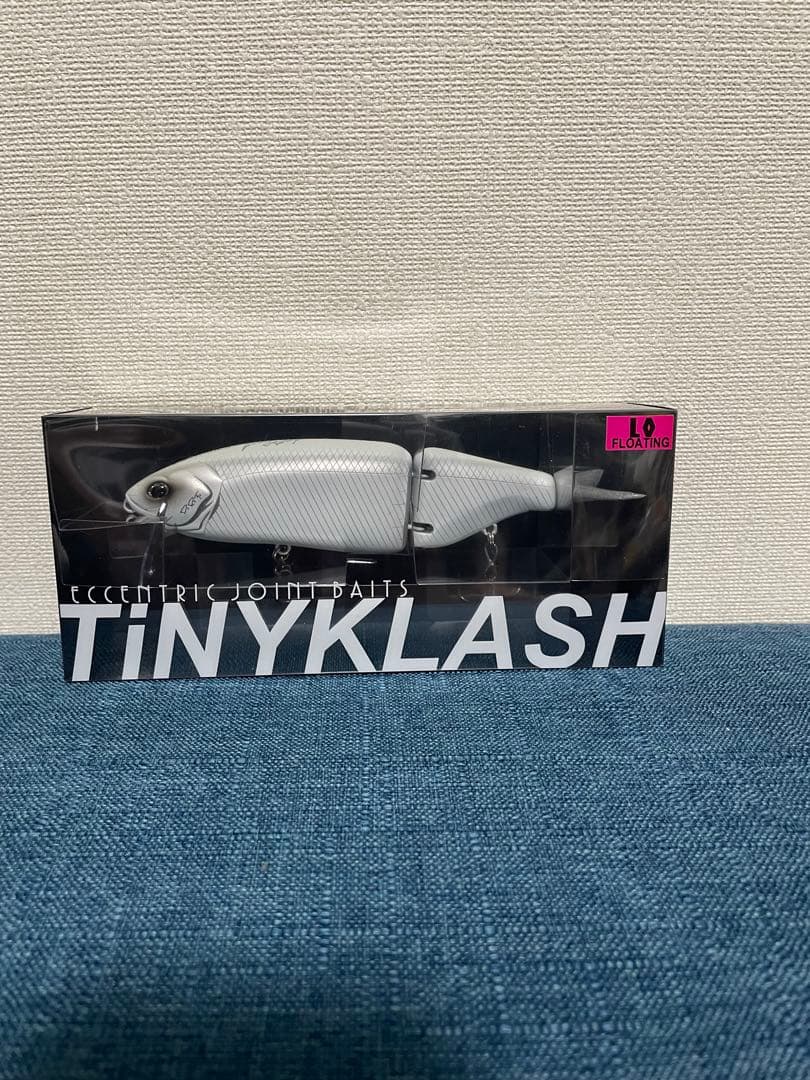 LO
FLOATING
ECCENTRIC JOINT BAITS
TiNYKLASH